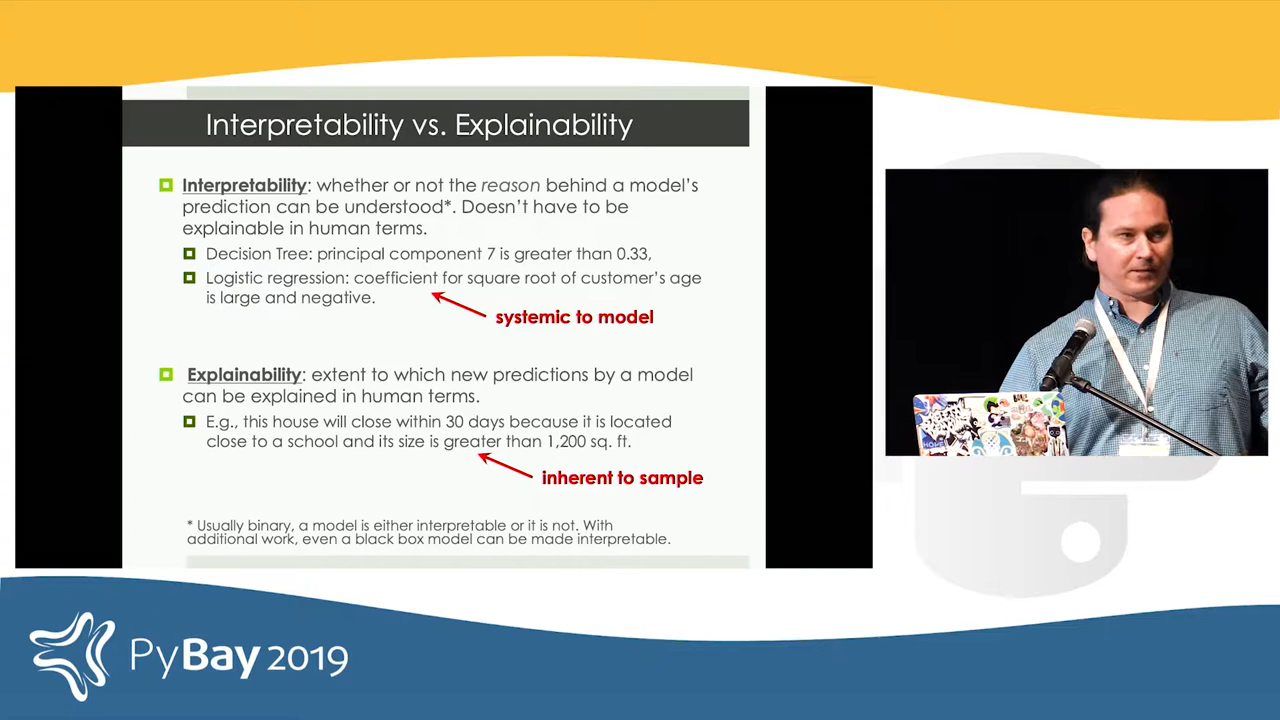 Interpretability vs. Explainability
Interpretability: whether or not the reason behind a model's
prediction can be understood*. Doesn't have to be
explainable in human terms.
Decision Tree: principal component 7 is greater than 0.33,
Logistic regression: coefficient for square root of customer's age
is large and negative.
systemic to model
Explainability: extent to which new predictions by a model
can be explained in human terms.
E.g., this house will close within 30 days because it is located
close to a school and its size is greater than 1,200 sq. ft.
inherent to sample
* Usually binary, a model is either interpretable or it is not. With
additional work, even a black box model can be made interpretable.
PyBay 2019